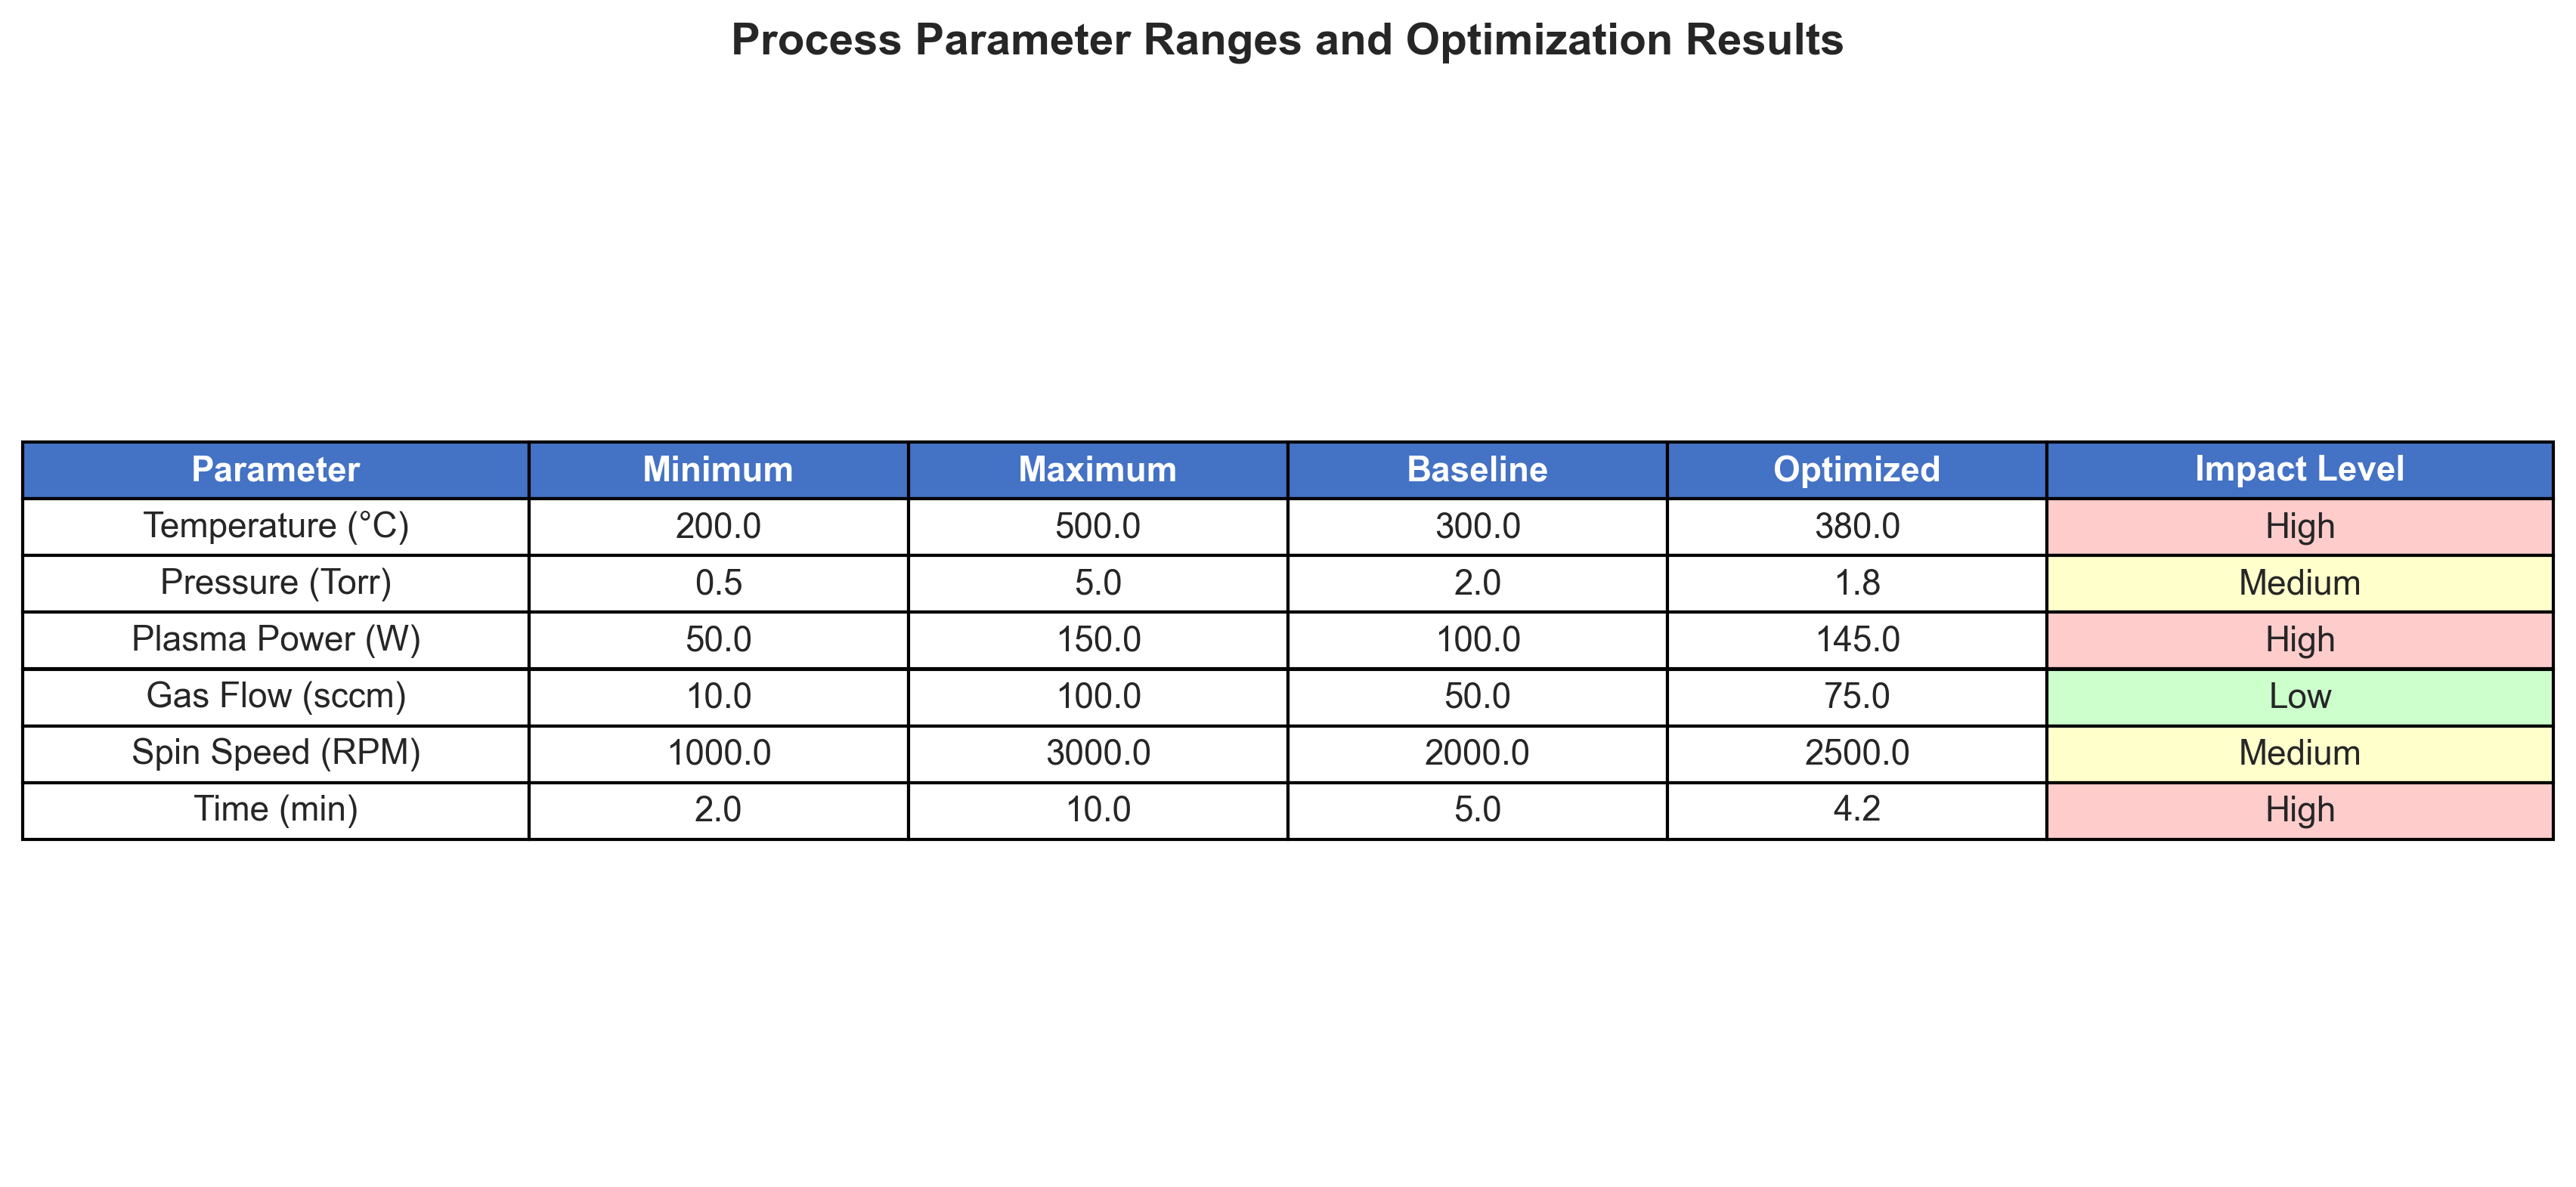 Process Parameter Ranges and Optimization Results
Parameter Minimum Maximum Baseline Optimized Impact Level
Temperature (°C) 200.0 500.0 300.0 380.0 High
Pressure (Torr) 0.5 5.0 2.0 1.8 Medium
Plasma Power (W) 50.0 150.0 100.0 145.0 High
Gas Flow (sccm) 10.0 100.0 50.0 75.0 Low
Spin Speed (RPM) 1000.0 3000.0 2000.0 2500.0 Medium
Time (min) 2.0 10.0 5.0 4.2 High